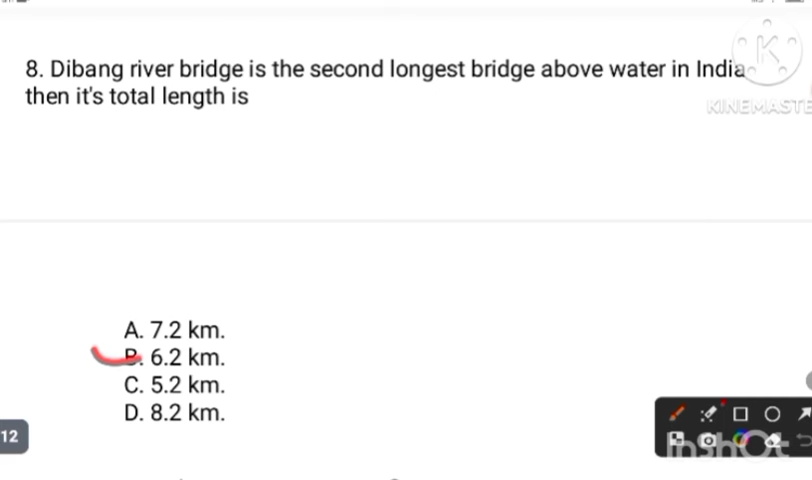 8. Dibang river bridge is the second longest bridge above water in India
then it's total length is
KINEMASTE
A. 7.2 km.
B. 6.2 km.
C. 5.2 km.
D. 8.2 km.
12
InShOt